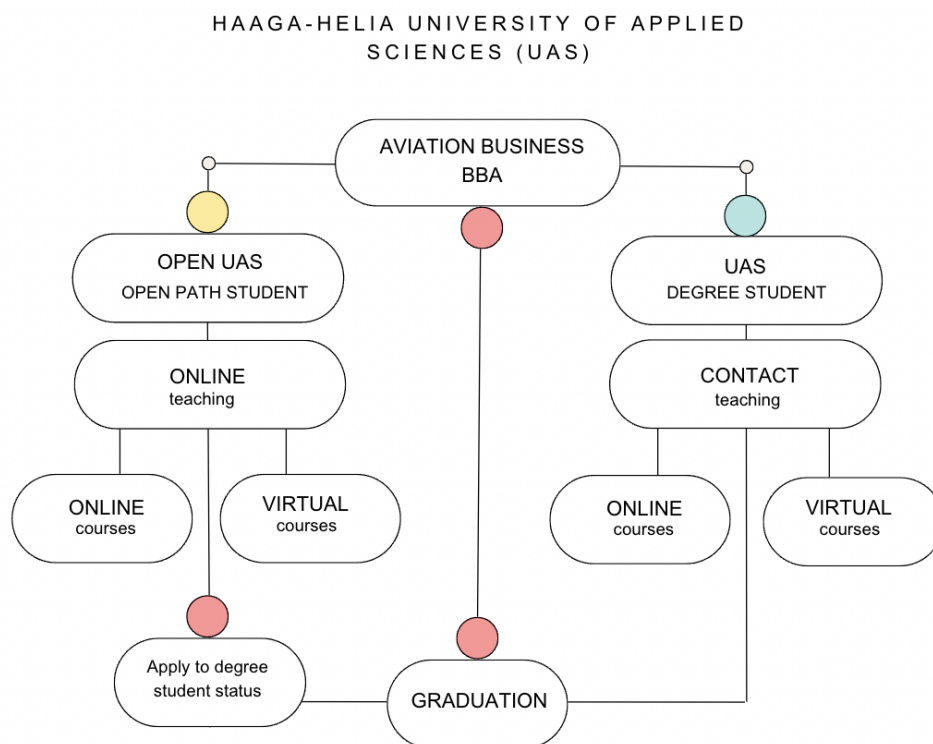 HAAGA-HELIA UNIVERSITY OF APPLIED
SCIENCES (UAS)
AVIATION BUSINESS
BBA
OPEN UAS
OPEN PATH STUDENT
UAS
DEGREE STUDENT
ONLINE
teaching
CONTACT
teaching
ONLINE
courses
VIRTUAL
courses
ONLINE
courses
VIRTUAL
courses
Apply to degree
student status
GRADUATION